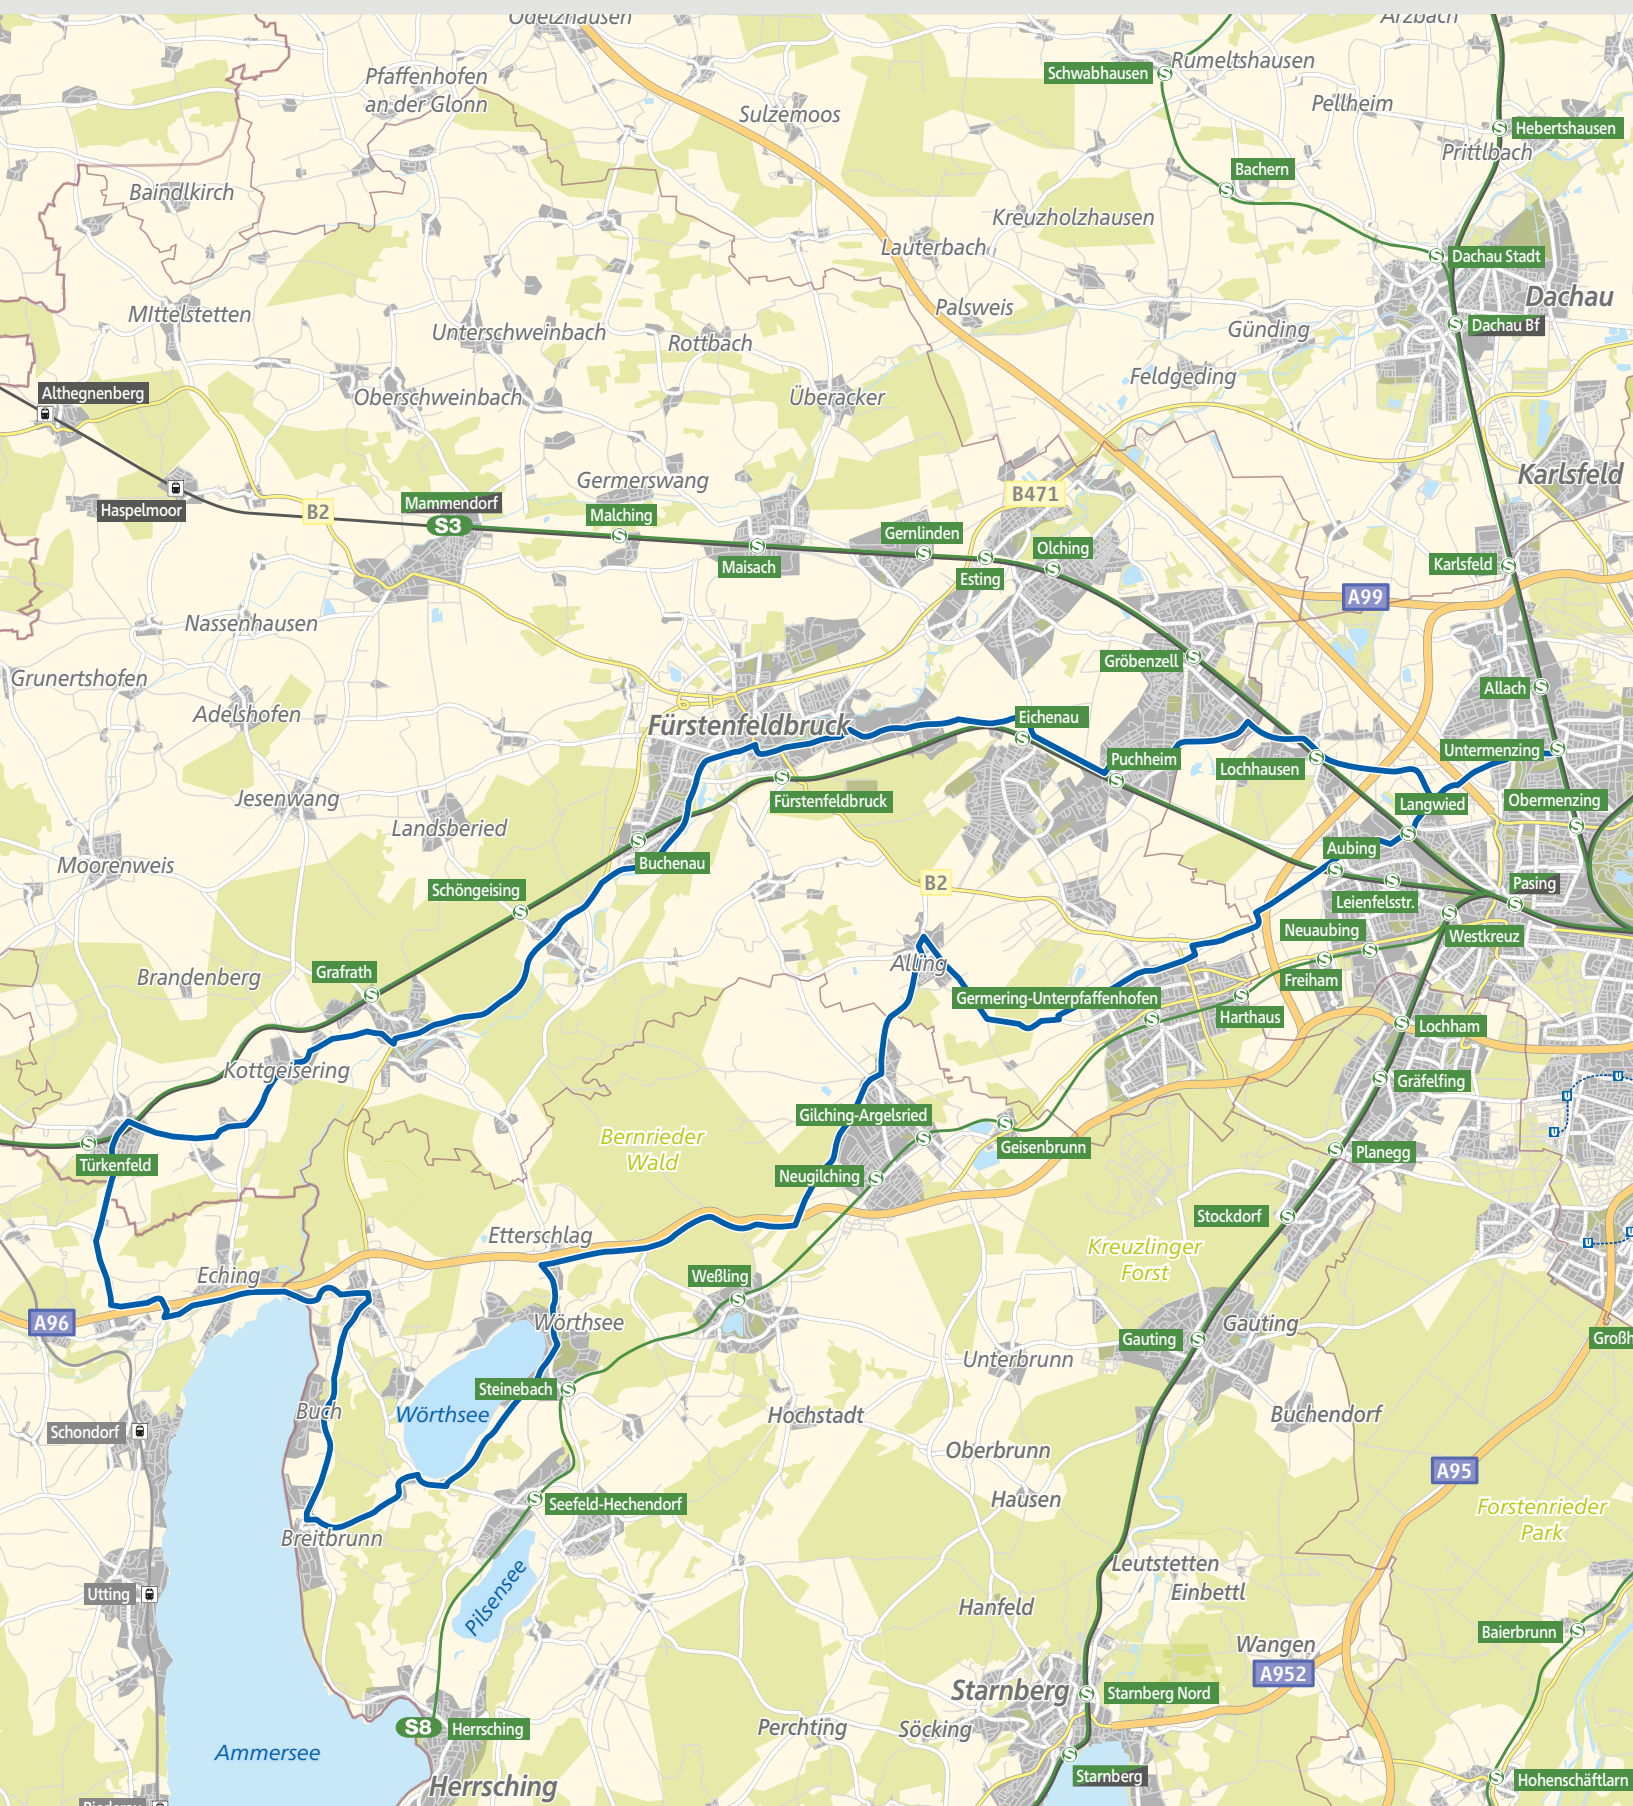 Odelzhausen
Arzbach
Pfaffenhofen
an der Glonn
Schwabhausen
Rumeltshausen
Sulzemoos
Pellheim
Hebertshausen
Prittlbach
Baindlkirch
Bachern
Kreuzholzhausen
Lauterbach
Dachau Stadt
Dachau
MIttelstetten
Palsweis
Dachau Bf
Günding
Unterschweinbach
Rottbach
Feldgeding
Althegnenberg
Oberschweinbach
Überacker
Karlsfeld
Germerswang
B471
Haspelmoor
B2
Mammendorf
S3
Malching
Maisach
Gernlinden
Esting
Olching
Karlsfeld
A99
Nassenhausen
Gröbenzell
Grunertshofen
Adelshofen
Allach
Fürstenfeldbruck
Eichenau
Puchheim
Lochhausen
Untermenzing
Jesenwang
Landsberied
Fürstenfeldbruck
Langwied
Obermenzing
Moorenweis
Buchenau
Aubing
Schöngeising
B2
Leienfelsstr.
Pasing
Neuaubing
Westkreuz
Brandenberg
Grafrath
Alling
Freiham
Germering-Unterpfaffenhofen
Harthaus
Lochham
Kottgeisering
Gräfelfing
Gilching-Argelsried
Bernrieder
Wald
Geisenbrunn
Planegg
Türkenfeld
Neugilching
Stockdorf
Etterschlag
Kreuzlinger
Forst
Eching
Weßling
A96
Wörthsee
Gauting
Gauting
Großh
Unterbrunn
Steinebach
Buch
Wörthsee
Hochstadt
Buchendorf
Schondorf
Oberbrunn
A95
Seefeld-Hechendorf
Hausen
Forstenrieder
Park
Breitbrunn
Leutstetten
Einbettl
Utting
Pilsensee
Hanfeld
Baierbrunn
Wangen
A952
Starnberg
Starnberg Nord
S8
Herrsching
Perchting
Söcking
Ammersee
Starnberg
Hohenschäftlarn
Herrsching